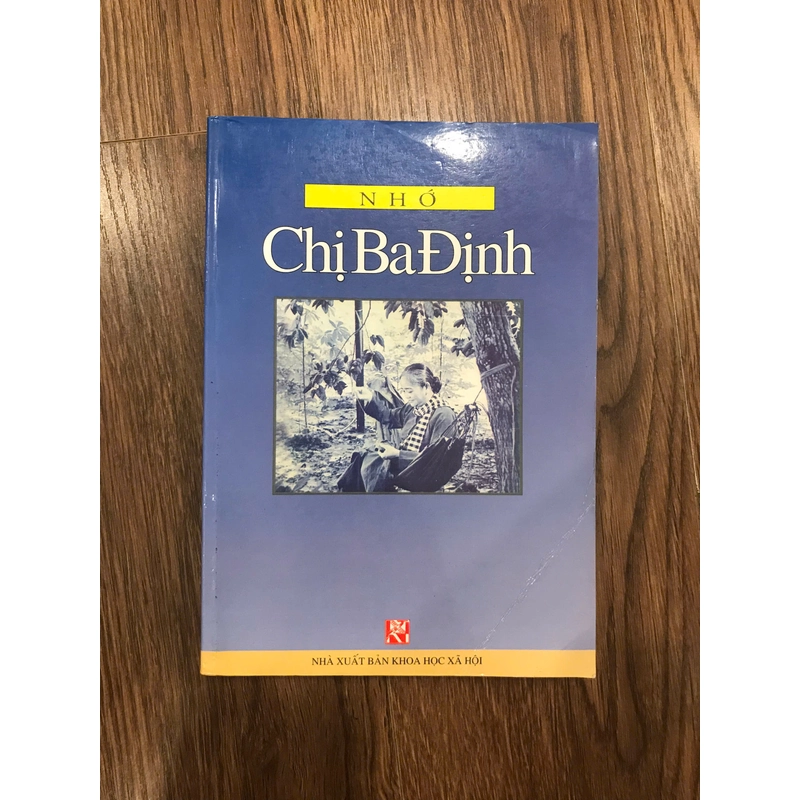 NHỚ
Chị Ba Định
NHÀ XUẤT BẢN KHOA HỌC XÃ HỘI